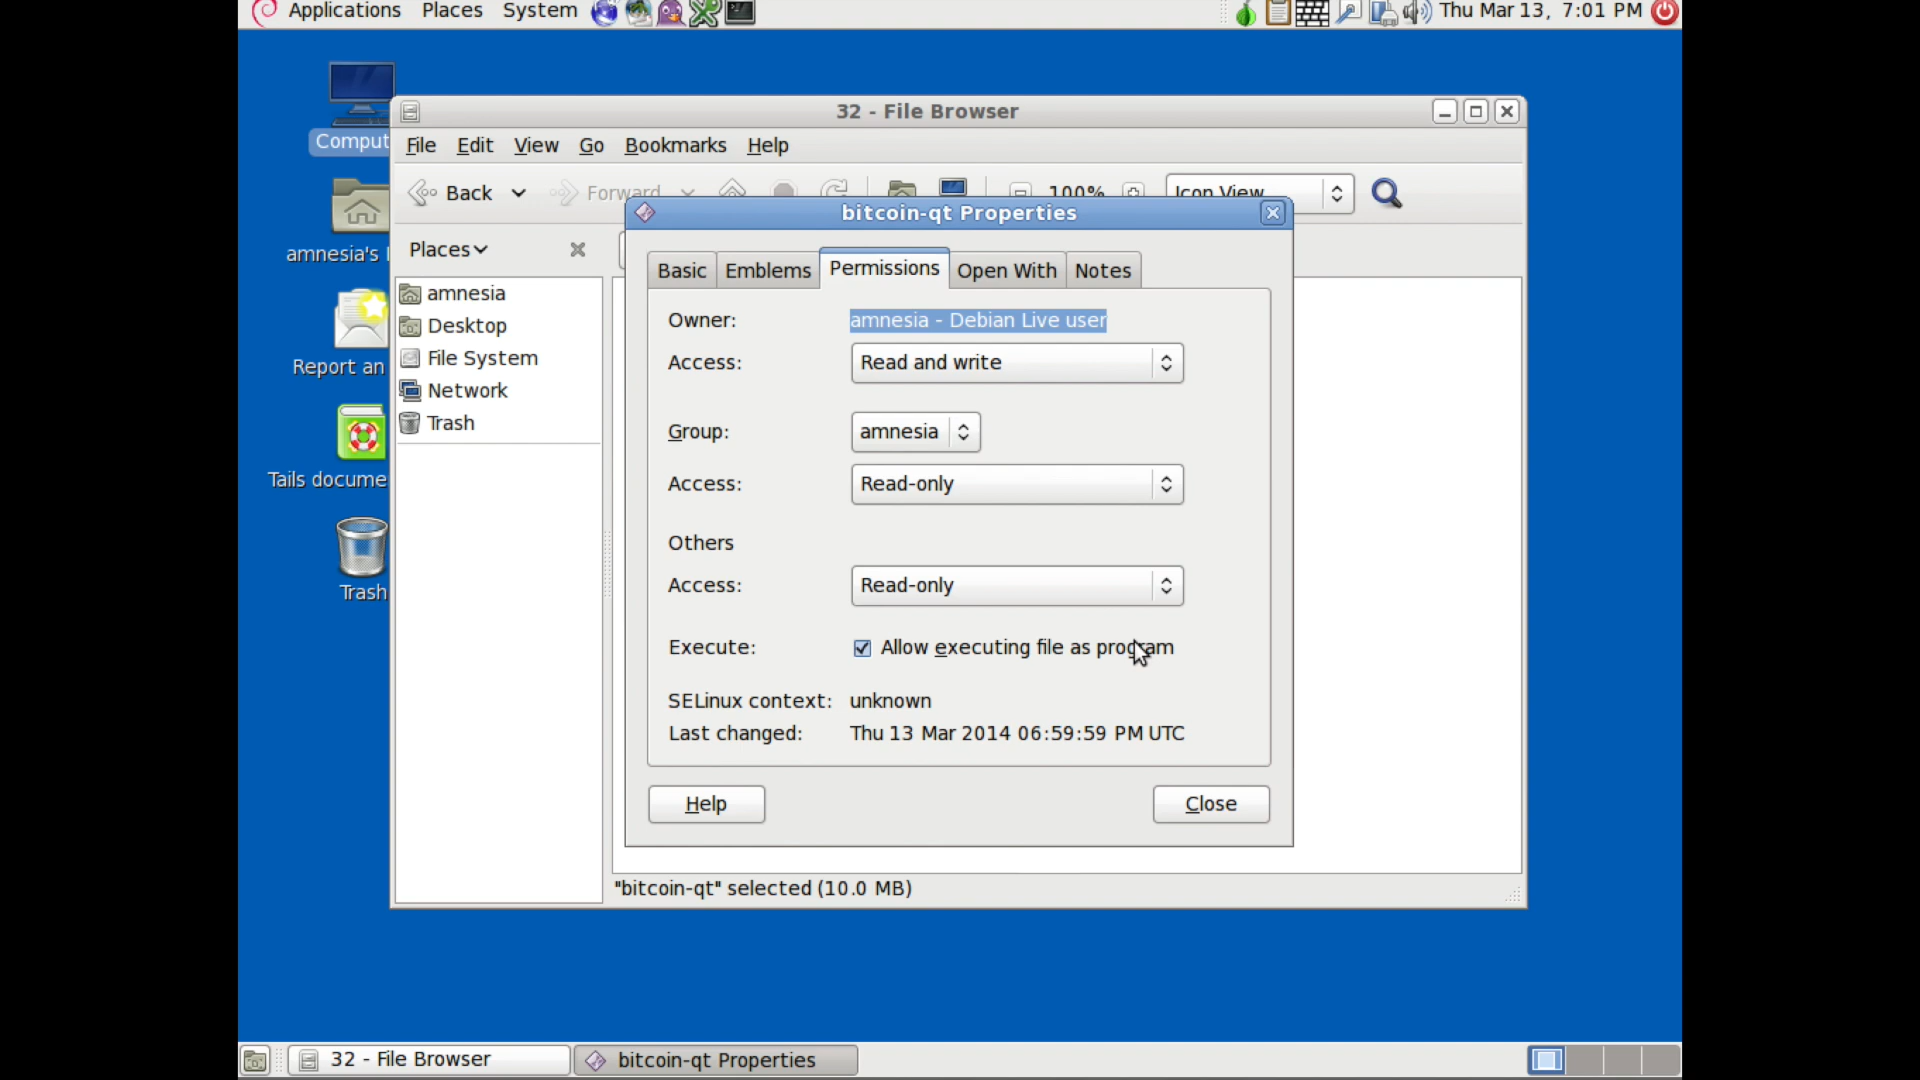 Applications Places System Thu Mar 13, 7:01 PM
32 - File Browser
File Edit View Go Bookmarks Help
Back Forward 100% Icon View
bitcoin-qt Properties
Places
Basic Emblems Permissions Open With Notes
amnesia
Desktop
File System
Network
Trash
Owner: amnesia - Debian Live user
Access: Read and write
Group: amnesia
Access: Read-only
Others
Access: Read-only
Execute: Allow executing file as program
SELinux context: unknown
Last changed: Thu 13 Mar 2014 06:59:59 PM UTC
Help Close
"bitcoin-qt" selected (10.0 MB)
Comput
amnesia's
Report an
Tails docume
Trash
32 - File Browser bitcoin-qt Properties